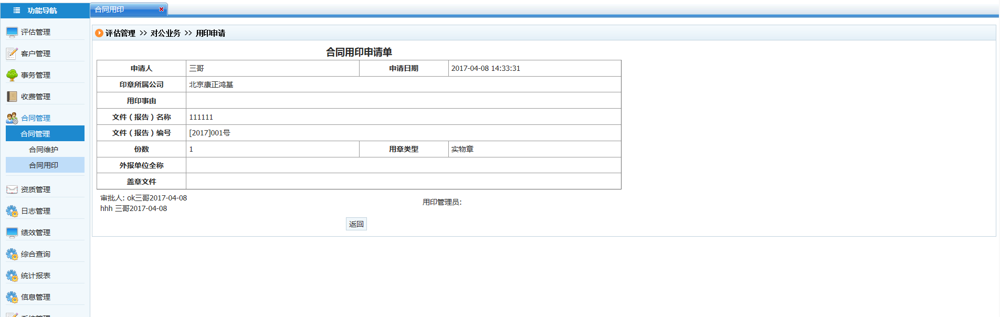 功能导航
合同用印
评估管理
客户管理
事务管理
收费管理
合同管理
合同管理
合同维护
合同用印
资质管理
日志管理
绩效管理
综合查询
统计报表
信息管理
评估管理 >> 对公业务 >> 用印申请
合同用印申请单
申请人 三哥 申请日期 2017-04-08 14:33:31
印章所属公司 北京康正鸿基
用印事由
文件（报告）名称 111111
文件（报告）编号 [2017]001号
份数 1 用章类型 实物章
外报单位全称
盖章文件
审批人: ok三哥2017-04-08
hhh 三哥2017-04-08
用印管理员:
返回